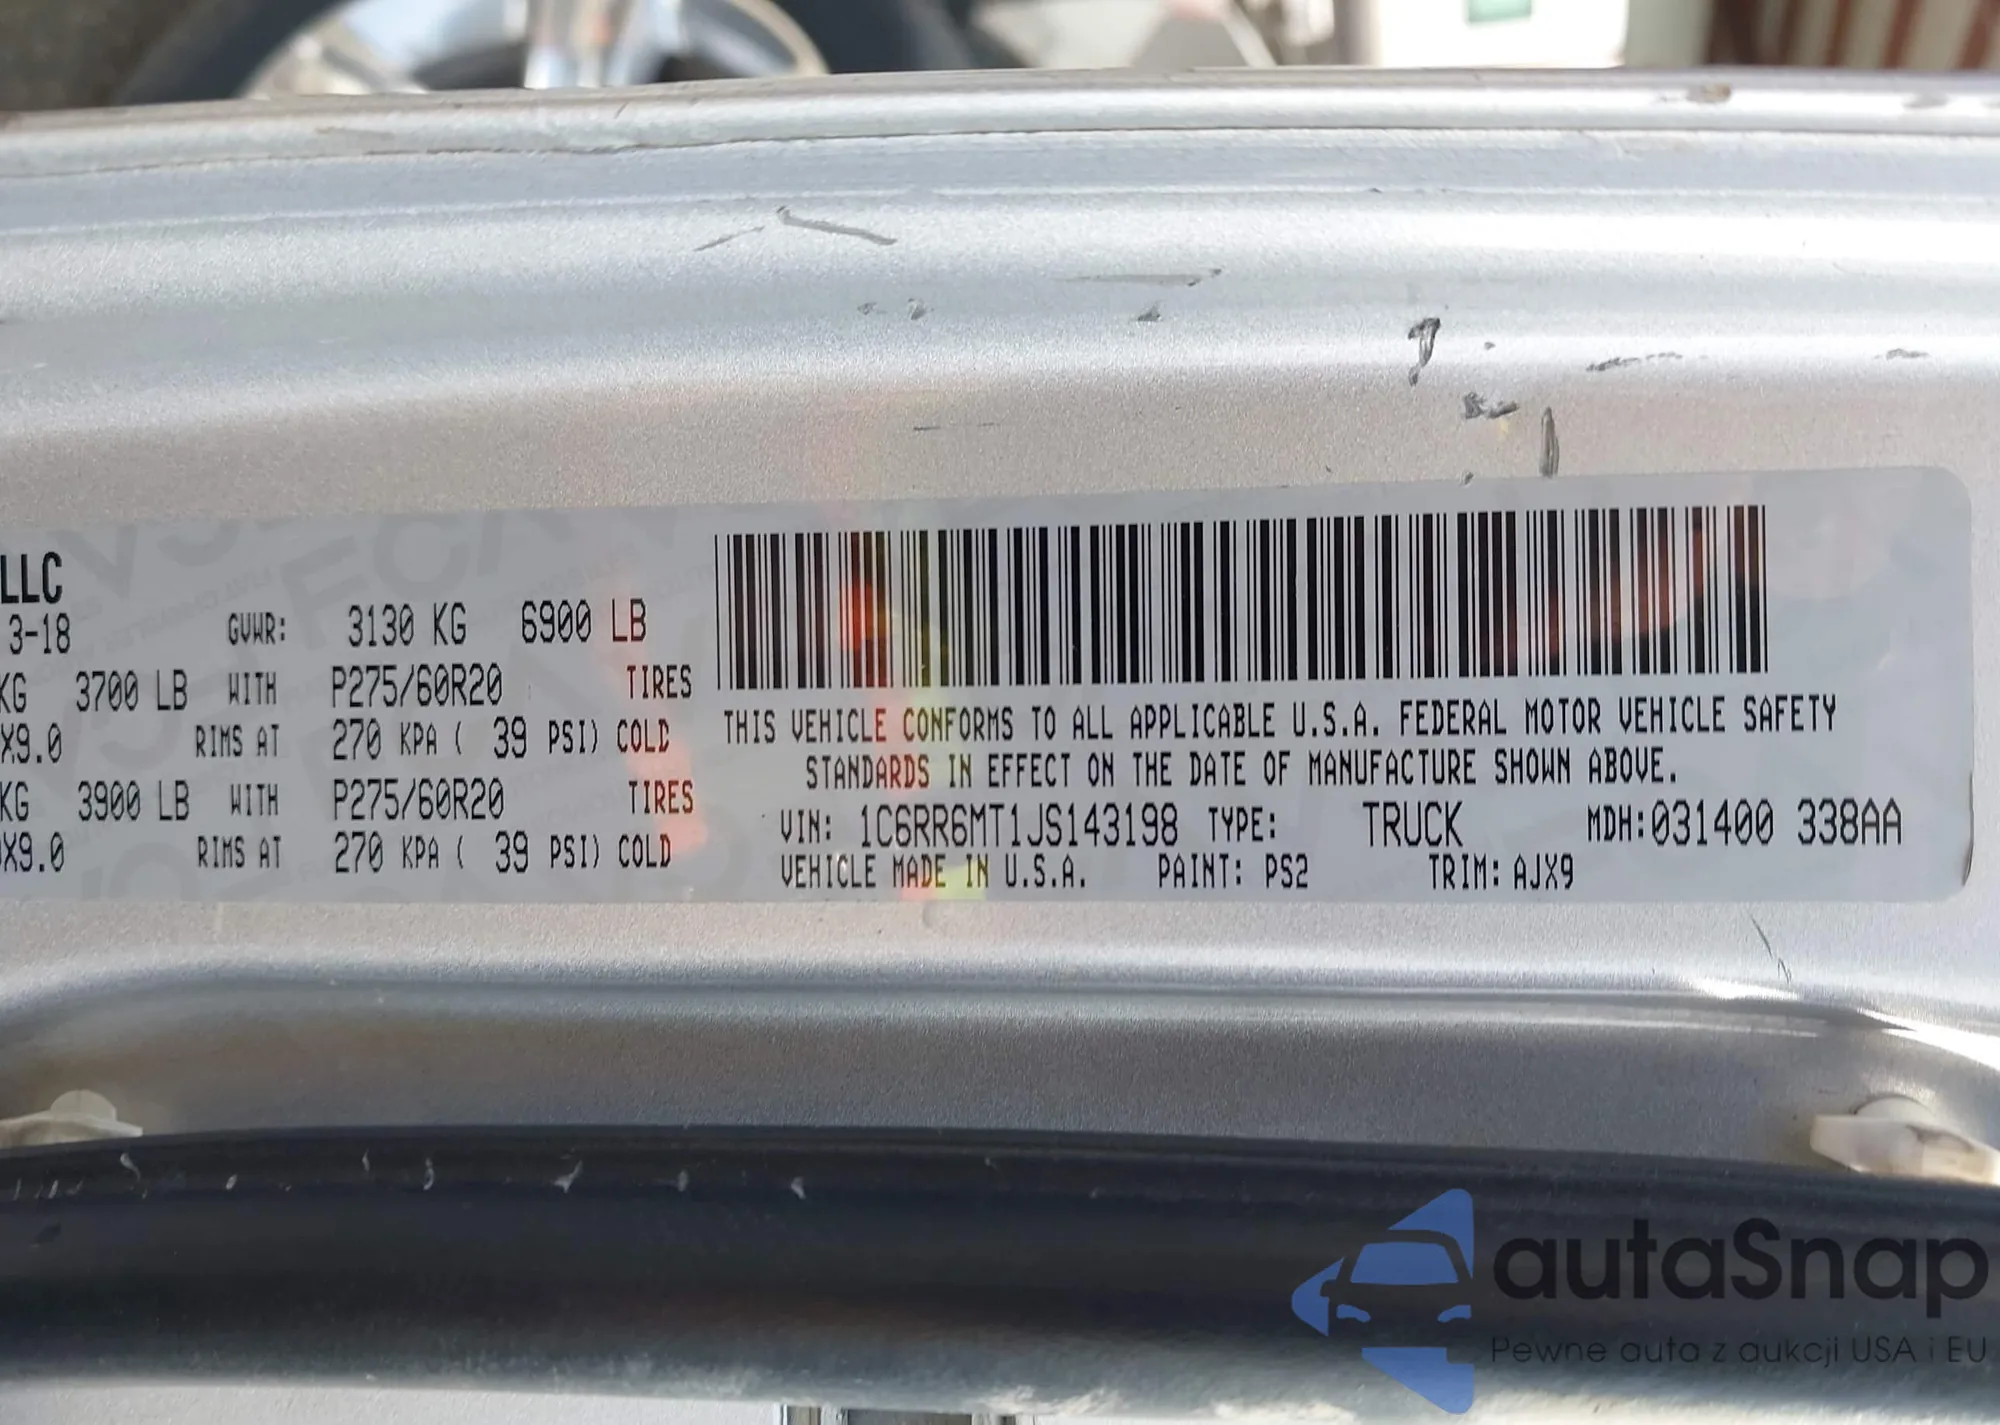 LLC
3-18 GVWR: 3130 KG 6900 LB
KG 3700 LB WITH P275/60R20 TIRES
X9.0 RIMS AT 270 KPA ( 39 PSI) COLD
KG 3900 LB WITH P275/60R20 TIRES
X9.0 RIMS AT 270 KPA ( 39 PSI) COLD
THIS VEHICLE CONFORMS TO ALL APPLICABLE U.S.A. FEDERAL MOTOR VEHICLE SAFETY
STANDARDS IN EFFECT ON THE DATE OF MANUFACTURE SHOWN ABOVE.
VIN: 1C6RR6MT1JS143198 TYPE: TRUCK MDH:031400 338AA
VEHICLE MADE IN U.S.A. PAINT: PS2 TRIM: AJX9
autaSnap
Pewne auta z aukcji USA i EU